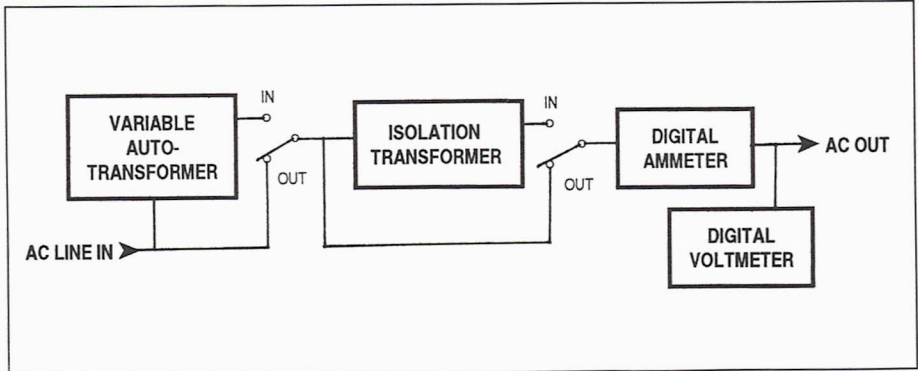 VARIABLE
AUTO-
TRANSFORMER
IN
OUT
ISOLATION
TRANSFORMER
IN
OUT
DIGITAL
AMMETER
AC OUT
DIGITAL
VOLTMETER
AC LINE IN